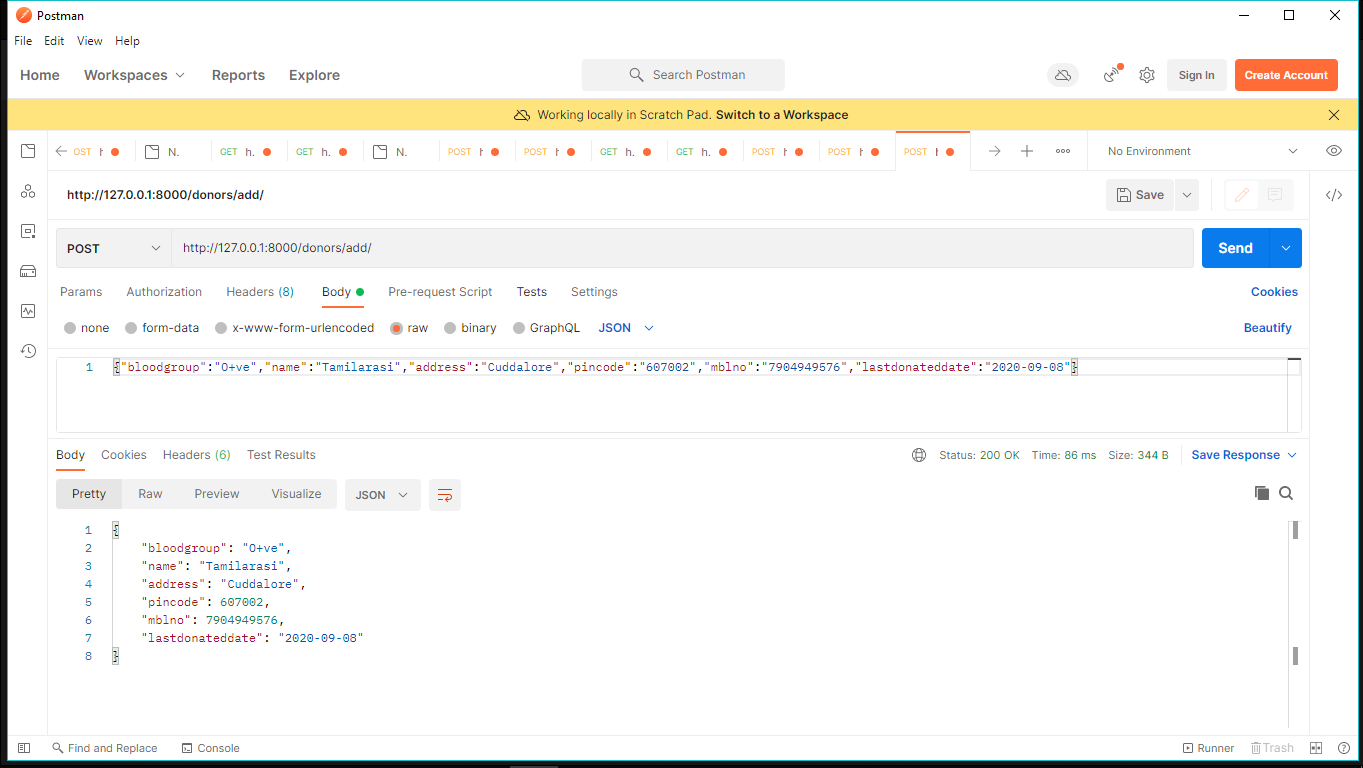 Postman
File Edit View Help
Home Workspaces Reports Explore Search Postman Sign In Create Account
Working locally in Scratch Pad. Switch to a Workspace
OST N. GET h. GET h. N. POST POST GET h. GET h. POST POST POST No Environment
http://127.0.0.1:8000/donors/add/ Save
POST http://127.0.0.1:8000/donors/add/ Send
Params Authorization Headers (8) Body Pre-request Script Tests Settings Cookies
none form-data x-www-form-urlencoded raw binary GraphQL JSON Beautify
1 {"bloodgroup":"O+ve","name":"Tamilarasi","address":"Cuddalore","pincode":"607002","mblno":"7904949576","lastdonateddate":"2020-09-08"}
Body Cookies Headers (6) Test Results Status: 200 OK Time: 86 ms Size: 344 B Save Response
Pretty Raw Preview Visualize JSON
1 {
2 "bloodgroup": "O+ve",
3 "name": "Tamilarasi",
4 "address": "Cuddalore",
5 "pincode": 607002,
6 "mblno": 7904949576,
7 "lastdonateddate": "2020-09-08"
8 }
Find and Replace Console Runner Trash